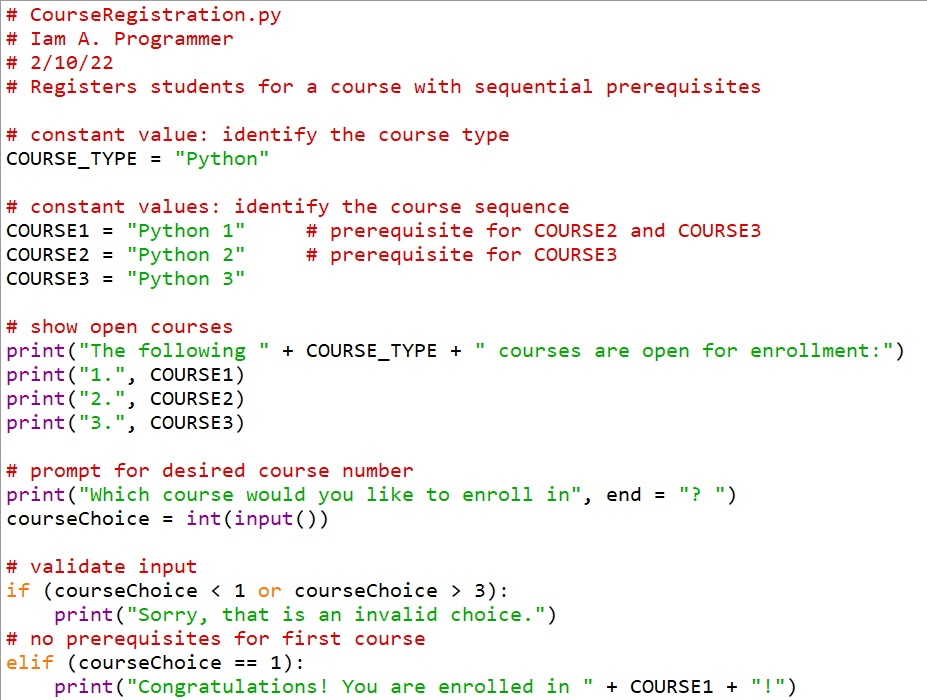 # CourseRegistration.py
# Iam A. Programmer
# 2/10/22
# Registers students for a course with sequential prerequisites

# constant value: identify the course type
COURSE_TYPE = "Python"

# constant values: identify the course sequence
COURSE1 = "Python 1"     # prerequisite for COURSE2 and COURSE3
COURSE2 = "Python 2"     # prerequisite for COURSE3
COURSE3 = "Python 3"

# show open courses
print("The following " + COURSE_TYPE + " courses are open for enrollment:")
print("1.", COURSE1)
print("2.", COURSE2)
print("3.", COURSE3)

# prompt for desired course number
print("Which course would you like to enroll in", end = "? ")
courseChoice = int(input())

# validate input
if (courseChoice < 1 or courseChoice > 3):
    print("Sorry, that is an invalid choice.")
# no prerequisites for first course
elif (courseChoice == 1):
    print("Congratulations! You are enrolled in " + COURSE1 + "!")